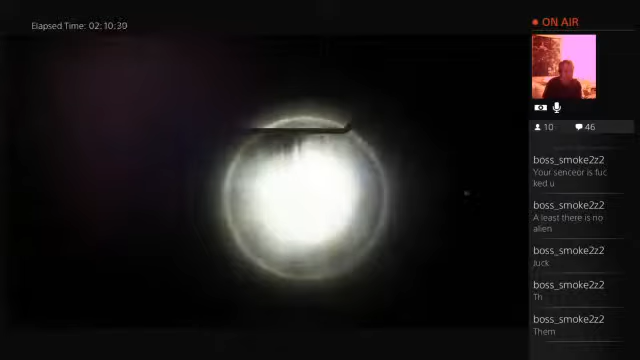 Elapsed Time: 02:10:30
ON AIR
10
46
boss_smoke2z2
Your senceor is fuc
ked u
boss_smoke2z2
A least there is no
alien
boss_smoke2z2
Juck
boss_smoke2z2
Th
boss_smoke2z2
Them